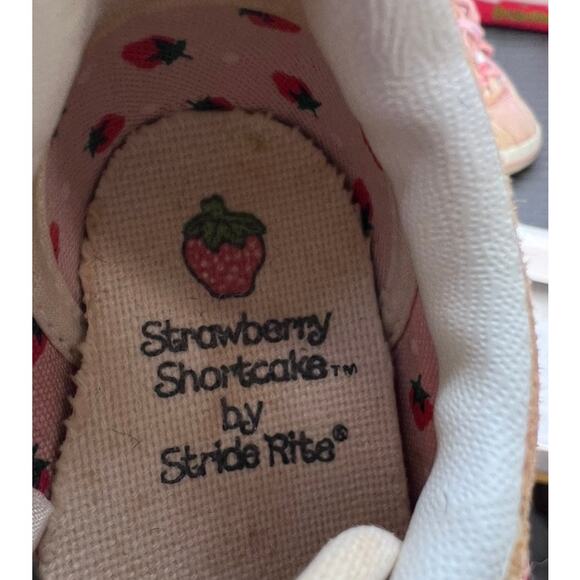 Strawberry
Shortcake™
by
Stride Rite®